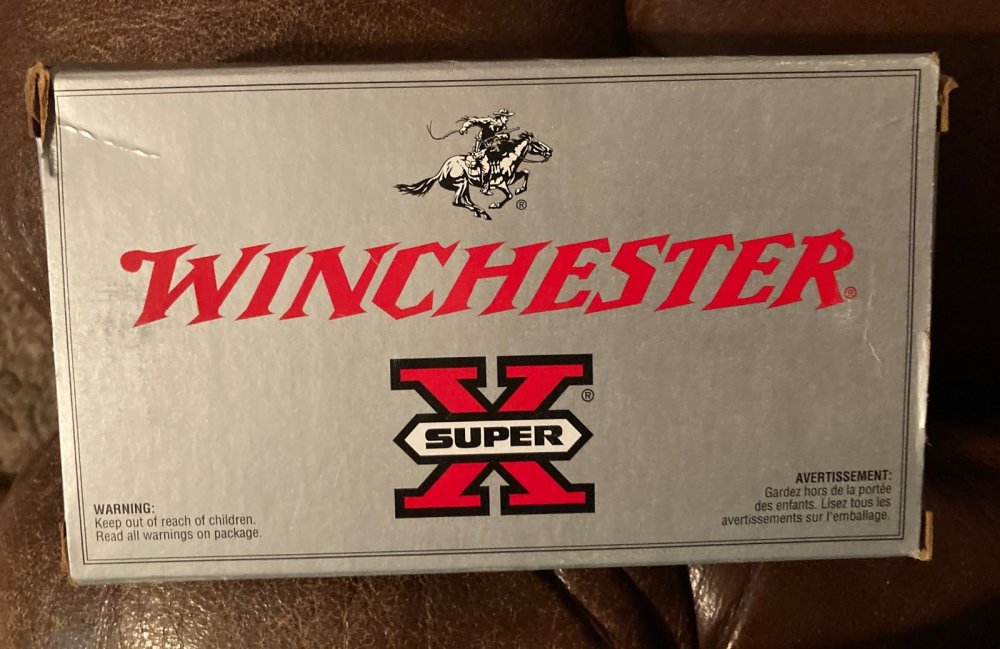 ®
WINCHESTER®
SUPER X®
WARNING:
Keep out of reach of children.
Read all warnings on package.
AVERTISSEMENT:
Gardez hors de la portée
des enfants. Lisez tous les
avertissements sur l'emballage.